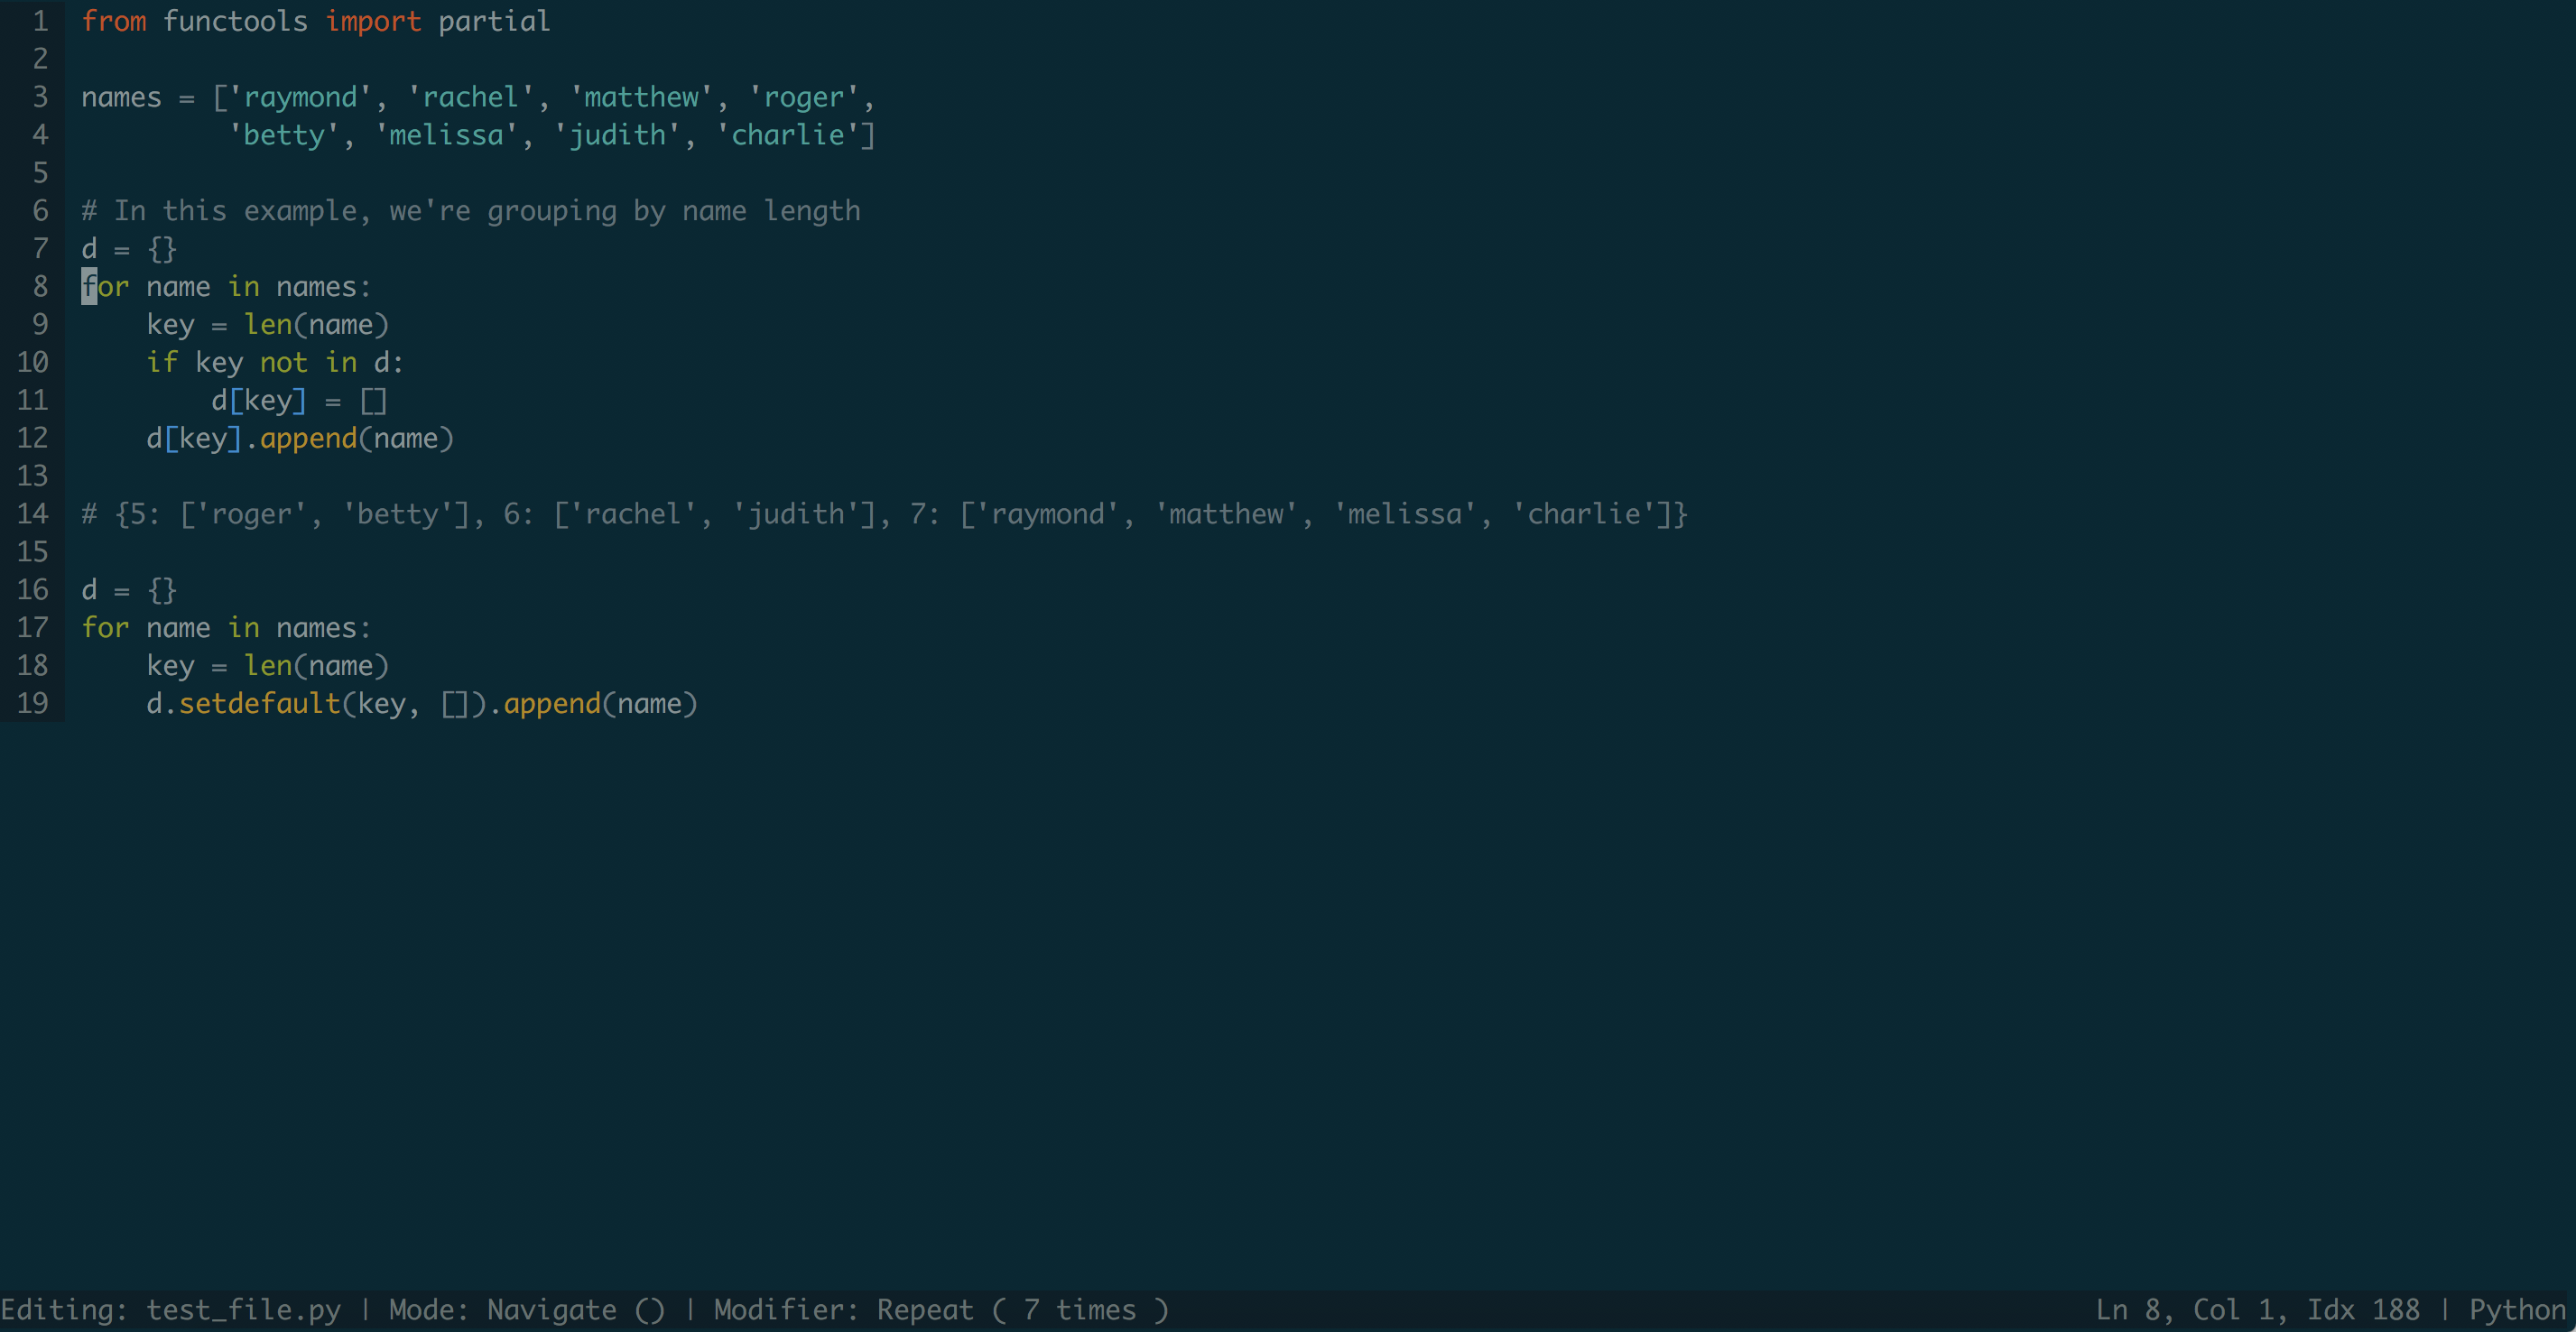 1 from functools import partial
2
3 names = ['raymond', 'rachel', 'matthew', 'roger',
4          'betty', 'melissa', 'judith', 'charlie']
5
6 # In this example, we're grouping by name length
7 d = {}
8 for name in names:
9     key = len(name)
10     if key not in d:
11         d[key] = []
12     d[key].append(name)
13
14 # {5: ['roger', 'betty'], 6: ['rachel', 'judith'], 7: ['raymond', 'matthew', 'melissa', 'charlie']}
15
16 d = {}
17 for name in names:
18     key = len(name)
19     d.setdefault(key, []).append(name)
Editing: test_file.py | Mode: Navigate () | Modifier: Repeat ( 7 times ) Ln 8, Col 1, Idx 188 | Python